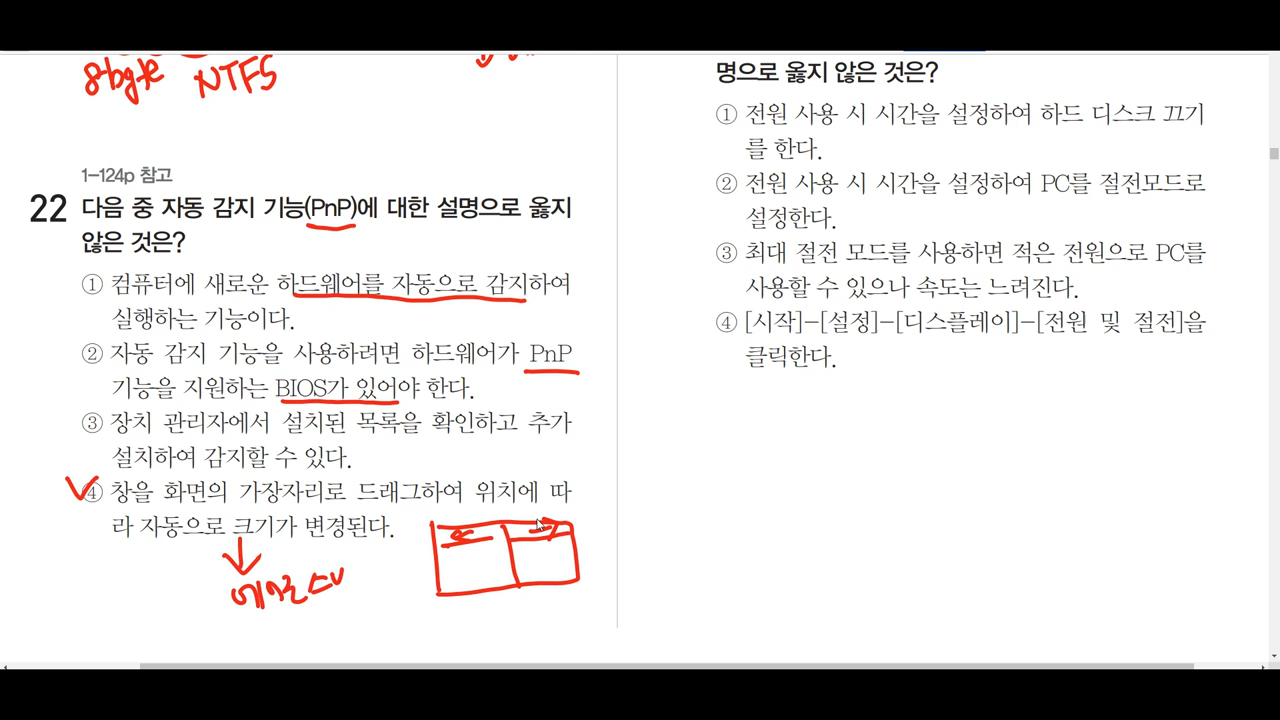 8byte NTFS
1-124p 참고
22 다음 중 자동 감지 기능(PnP)에 대한 설명으로 옳지
않은 것은?
① 컴퓨터에 새로운 하드웨어를 자동으로 감지하여
실행하는 기능이다.
② 자동 감지 기능을 사용하려면 하드웨어가 PnP
기능을 지원하는 BIOS가 있어야 한다.
③ 장치 관리자에서 설치된 목록을 확인하고 추가
설치하여 감지할 수 있다.
④ 창을 화면의 가장자리로 드래그하여 위치에 따
라 자동으로 크기가 변경된다.
명으로 옳지 않은 것은?
① 전원 사용 시 시간을 설정하여 하드 디스크 끄기
를 한다.
② 전원 사용 시 시간을 설정하여 PC를 절전모드로
설정한다.
③ 최대 절전 모드를 사용하면 적은 전원으로 PC를
사용할 수 있으나 속도는 느려진다.
④ [시작]-[설정]-[디스플레이]-[전원 및 절전]을
클릭한다.